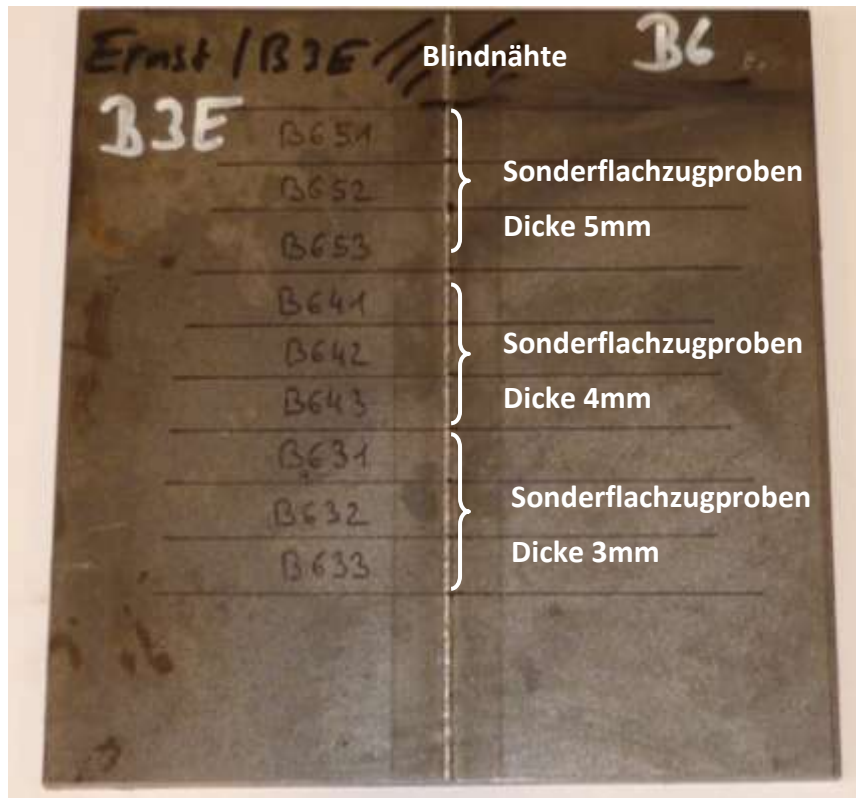 Ernst / B3E
Blindnähte
B6
B3E
B651
B652
B653
Sonderflachzugproben
Dicke 5mm
B641
B642
B643
Sonderflachzugproben
Dicke 4mm
B631
B632
B633
Sonderflachzugproben
Dicke 3mm